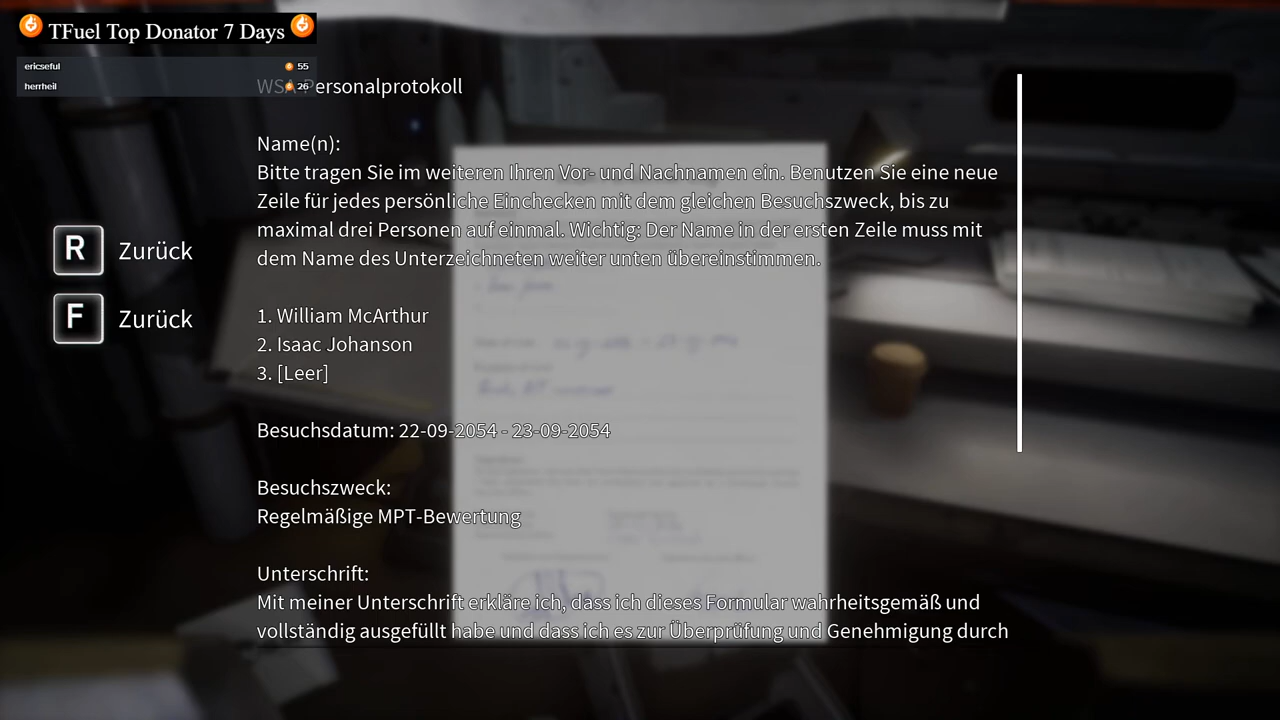 TFuel Top Donator 7 Days
ericseful 55
herrheil 26
WSA-Personalprotokoll
Name(n):
Bitte tragen Sie im weiteren Ihren Vor- und Nachnamen ein. Benutzen Sie eine neue
Zeile für jedes persönliche Einchecken mit dem gleichen Besuchszweck, bis zu
maximal drei Personen auf einmal. Wichtig: Der Name in der ersten Zeile muss mit
dem Name des Unterzeichneten weiter unten übereinstimmen.
R Zurück
F Zurück
1. William McArthur
2. Isaac Johanson
3. [Leer]
Besuchsdatum: 22-09-2054 - 23-09-2054
Besuchszweck:
Regelmäßige MPT-Bewertung
Unterschrift:
Mit meiner Unterschrift erkläre ich, dass ich dieses Formular wahrheitsgemäß und
vollständig ausgefüllt habe und dass ich es zur Überprüfung und Genehmigung durch